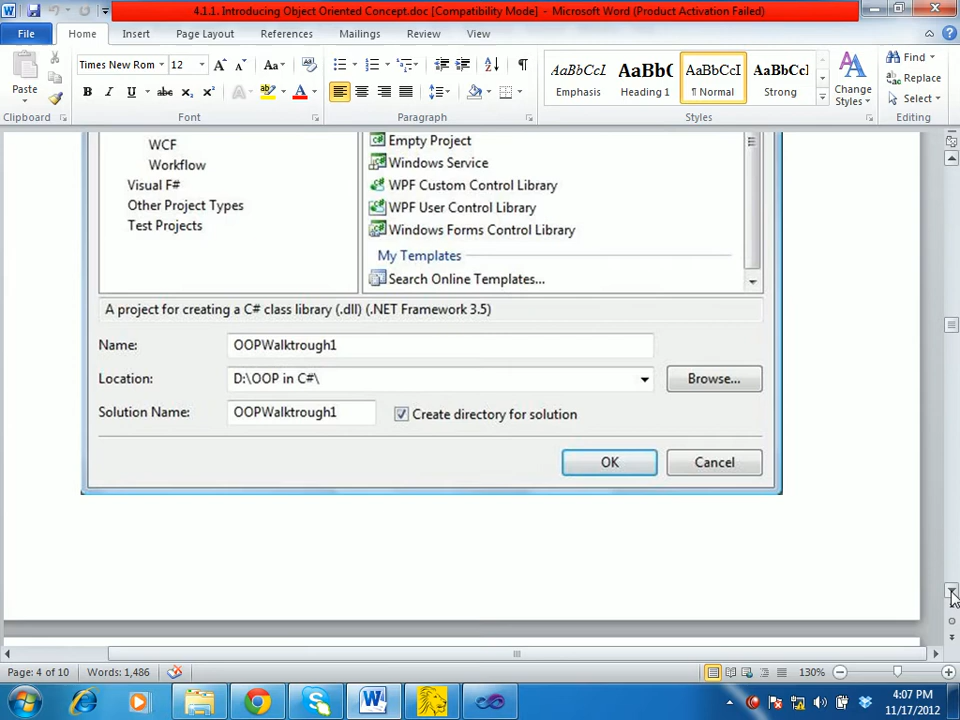 4.1.1. Introducing Object Oriented Concept.doc [Compatibility Mode] - Microsoft Word (Product Activation Failed)
File Home Insert Page Layout References Mailings Review View
Paste
Times New Rom 12
AaBbCcI AaBbC AaBbCcI AaBbCcl
Emphasis Heading 1 ¶ Normal Strong
Change Styles
Find
Replace
Select
Clipboard Font Paragraph Styles Editing
WCF
Workflow
Visual F#
Other Project Types
Test Projects
Empty Project
Windows Service
WPF Custom Control Library
WPF User Control Library
Windows Forms Control Library
My Templates
Search Online Templates...
A project for creating a C# class library (.dll) (.NET Framework 3.5)
Name: OOPWalktrough1
Location: D:\OOP in C#\ Browse...
Solution Name: OOPWalktrough1 Create directory for solution
OK Cancel
Page: 4 of 10 Words: 1,486 130%
4:07 PM
11/17/2012